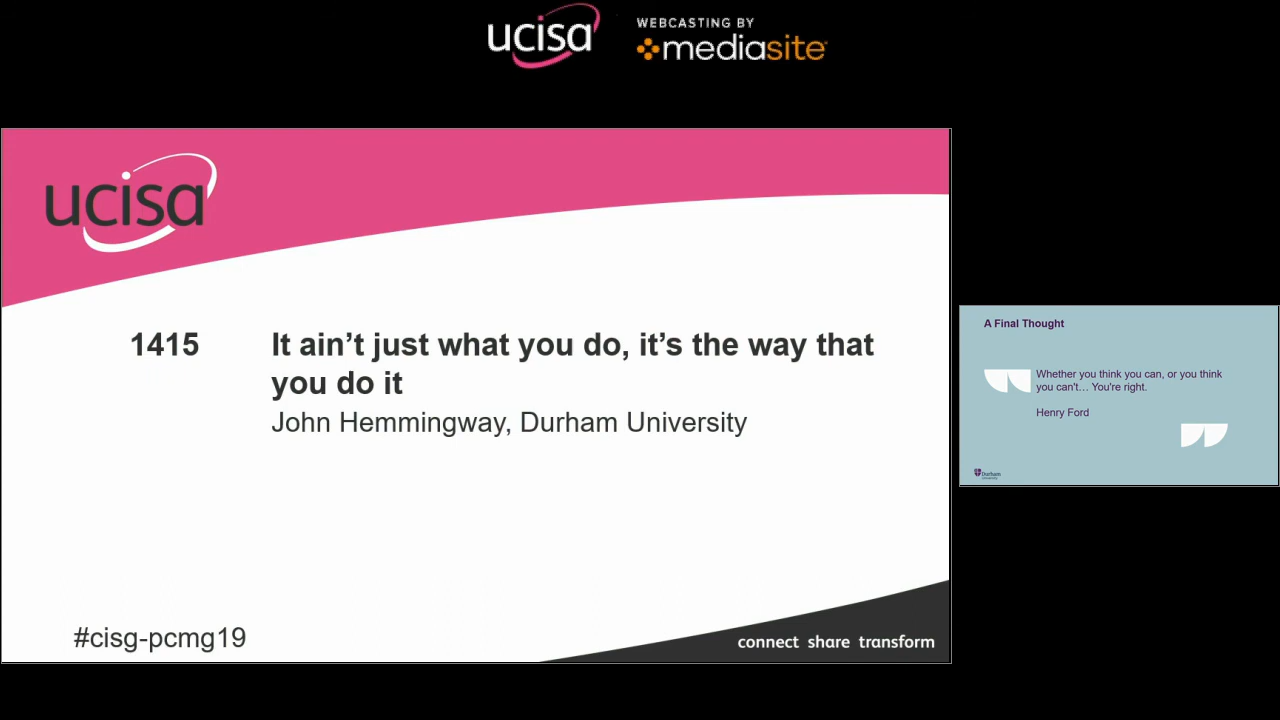 ucisa
WEBCASTING BY
mediasite
ucisa
1415
It ain’t just what you do, it’s the way that
you do it
John Hemmingway, Durham University
#cisg-pcmg19
connect share transform
A Final Thought
Whether you think you can, or you think
you can't... You're right.
Henry Ford
Durham
University